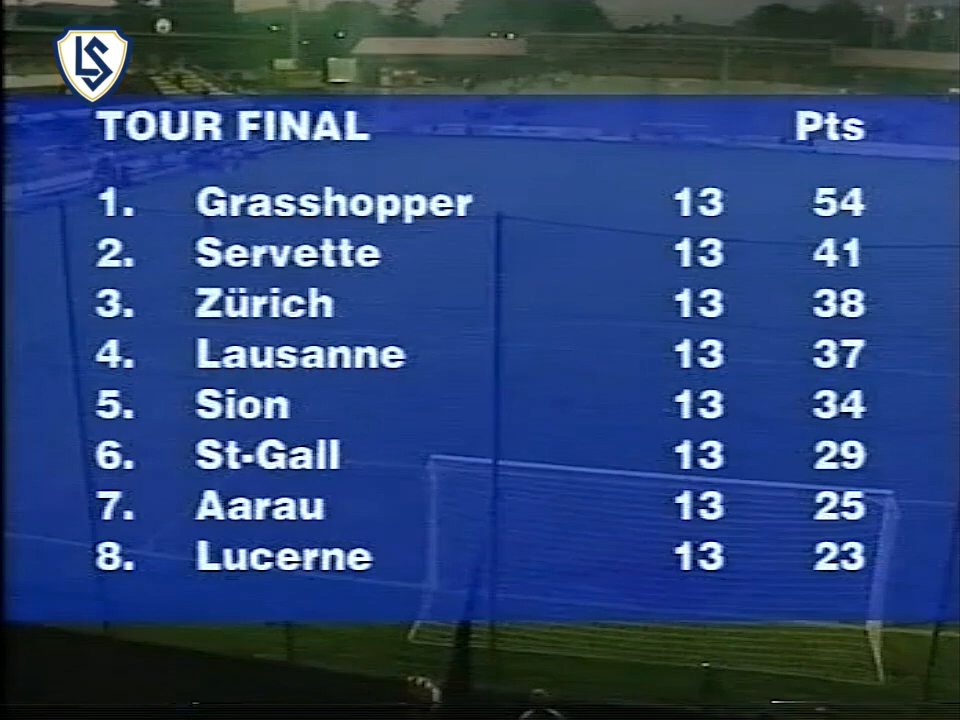 LS
TOUR FINAL Pts
1. Grasshopper 13 54
2. Servette 13 41
3. Zürich 13 38
4. Lausanne 13 37
5. Sion 13 34
6. St-Gall 13 29
7. Aarau 13 25
8. Lucerne 13 23